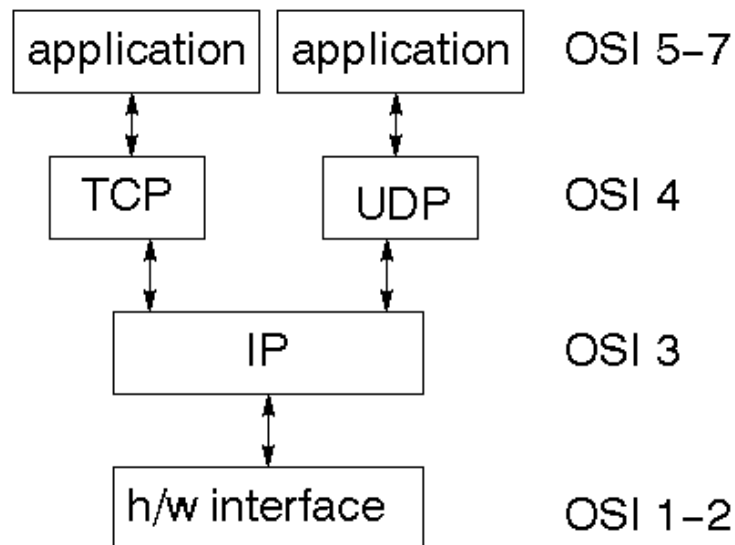 application application OSI 5-7
TCP UDP OSI 4
IP OSI 3
h/w interface OSI 1-2